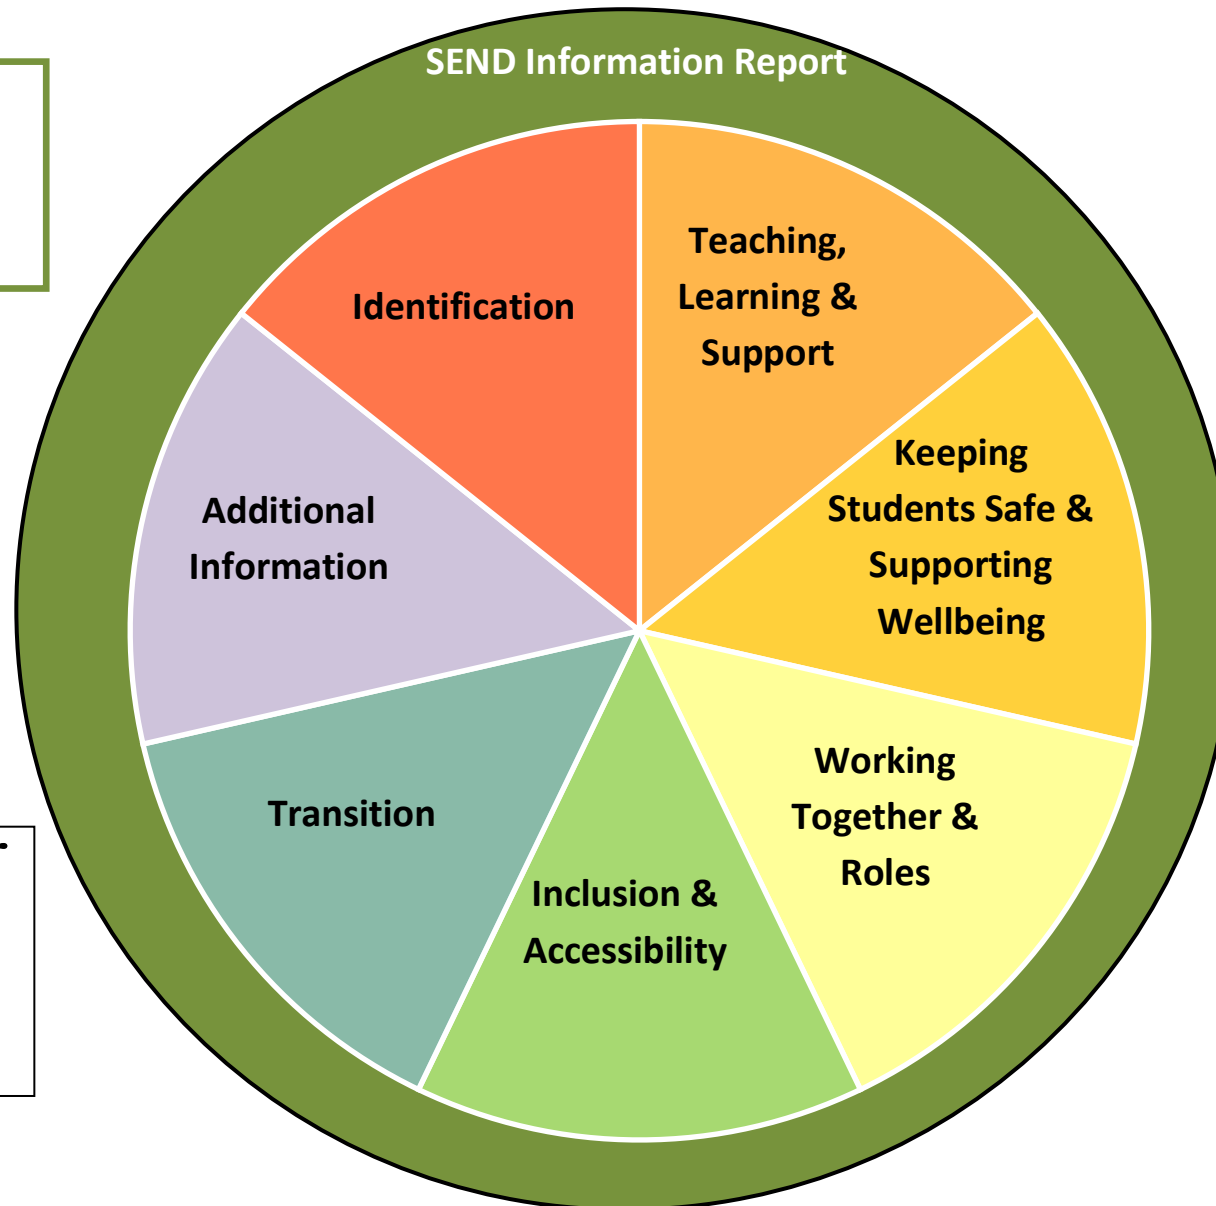 SEND Information Report
Teaching,
Learning &
Support
Keeping
Students Safe &
Supporting
Wellbeing
Working
Together &
Roles
Inclusion &
Accessibility
Transition
Additional
Information
Identification